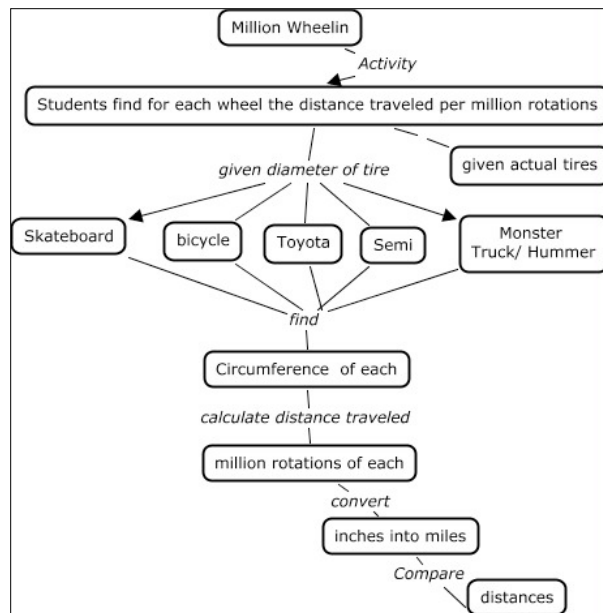 Million Wheelin
Activity
Students find for each wheel the distance traveled per million rotations
given diameter of tire
given actual tires
Skateboard
bicycle
Toyota
Semi
Monster
Truck/ Hummer
find
Circumference of each
calculate distance traveled
million rotations of each
convert
inches into miles
Compare
distances